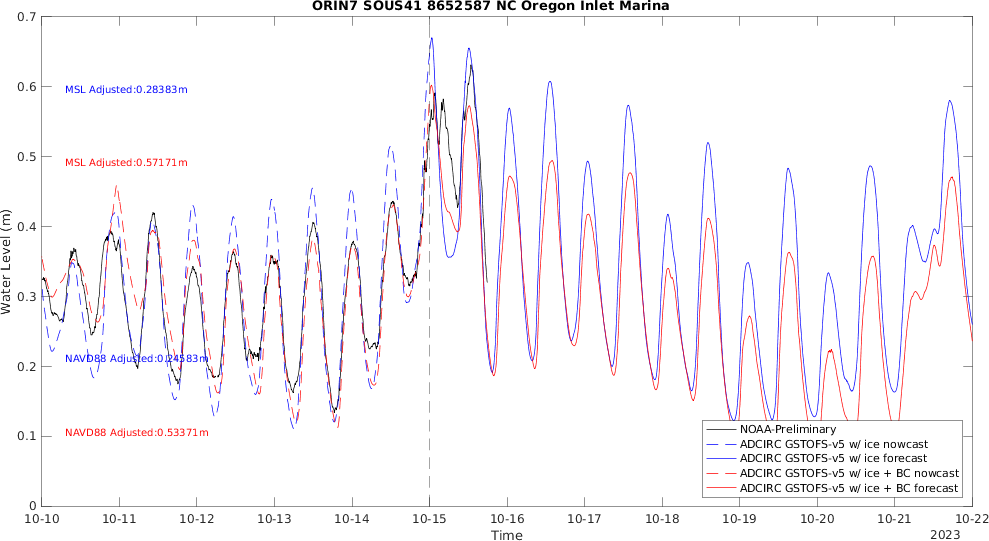 ORIN7 SOUS41 8652587 NC Oregon Inlet Marina
0.7
0.6
0.5
0.4
0.3
0.2
0.1
0
Water Level (m)
MSL Adjusted:0.28383m
MSL Adjusted:0.57171m
NAVD88 Adjusted:0.24583m
NAVD88 Adjusted:0.53371m
NOAA-Preliminary
ADCIRC GSTOFS-v5 w/ ice nowcast
ADCIRC GSTOFS-v5 w/ ice forecast
ADCIRC GSTOFS-v5 w/ ice + BC nowcast
ADCIRC GSTOFS-v5 w/ ice + BC forecast
10-10 10-11 10-12 10-13 10-14 10-15 10-16 10-17 10-18 10-19 10-20 10-21 10-22
Time
2023